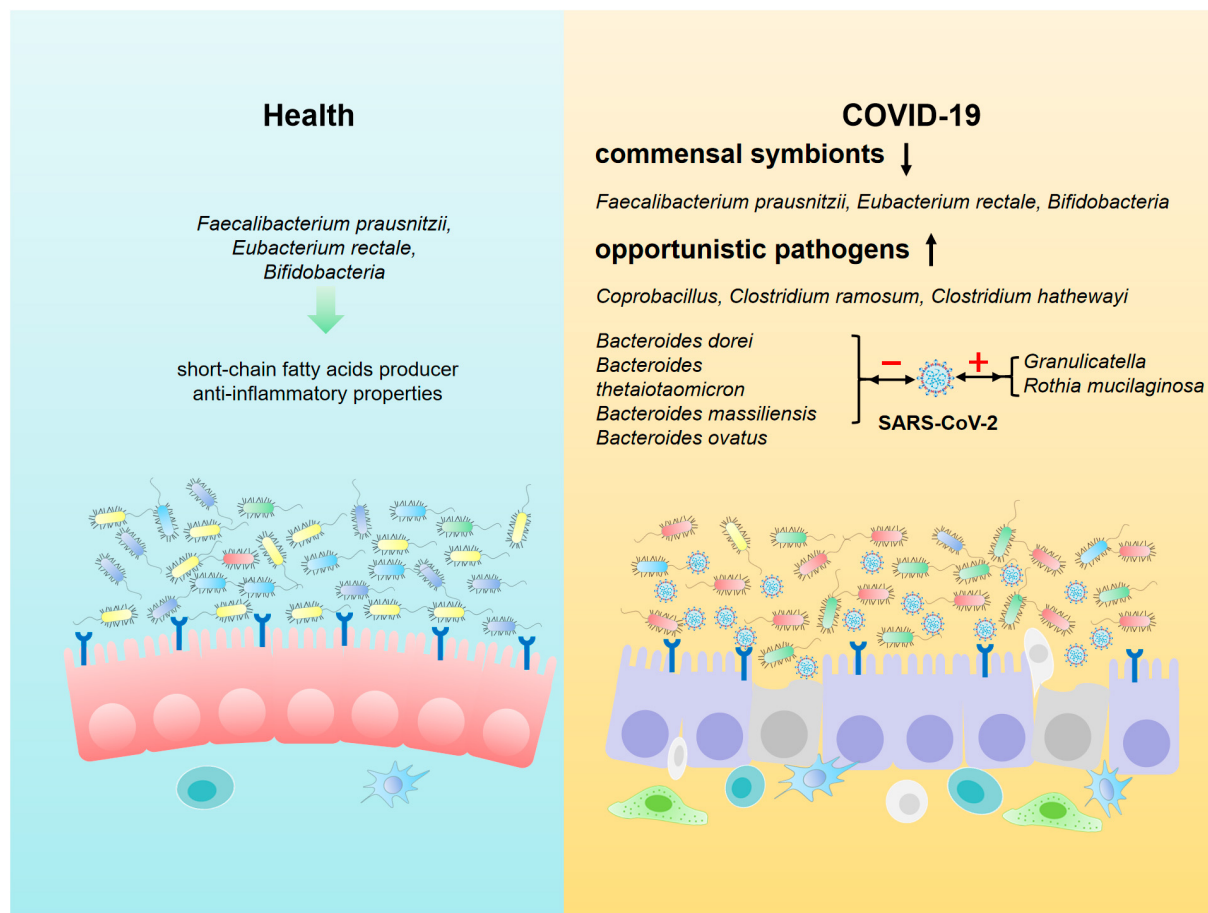 Health
Faecalibacterium prausnitzii,
Eubacterium rectale,
Bifidobacteria
short-chain fatty acids producer
anti-inflammatory properties
COVID-19
commensal symbionts ↓
Faecalibacterium prausnitzii, Eubacterium rectale, Bifidobacteria
opportunistic pathogens ↑
Coprobacillus, Clostridium ramosum, Clostridium hathewayi
Bacteroides dorei
Bacteroides
thetaiotaomicron
Bacteroides massiliensis
Bacteroides ovatus
−
+
SARS-CoV-2
Granulicatella
Rothia mucilaginosa